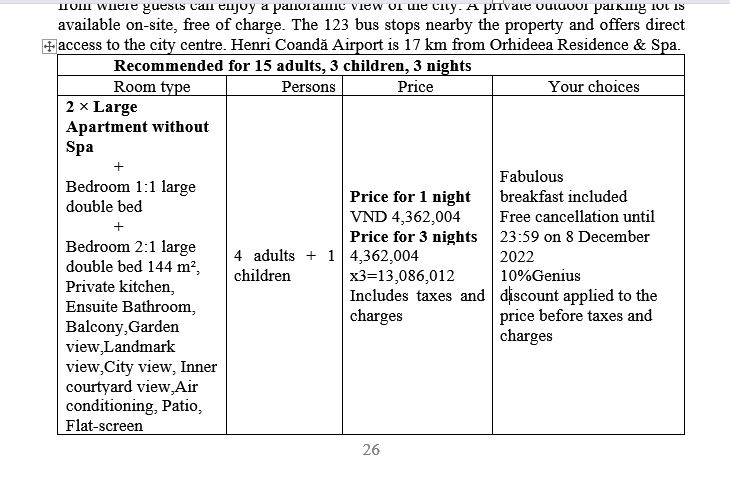 from where guests can enjoy a panoramic view of the city. A private outdoor parking lot is
available on-site, free of charge. The 123 bus stops nearby the property and offers direct
access to the city centre. Henri Coandă Airport is 17 km from Orhideea Residence & Spa.
Recommended for 15 adults, 3 children, 3 nights
Room type Persons Price Your choices
2 × Large
Apartment without
Spa
+
Bedroom 1:1 large
double bed
+
Bedroom 2:1 large
double bed 144 m²,
Private kitchen,
Ensuite Bathroom,
Balcony,Garden
view,Landmark
view,City view, Inner
courtyard view,Air
conditioning, Patio,
Flat-screen
4 adults + 1
children
Price for 1 night
VND 4,362,004
Price for 3 nights
4,362,004
x3=13,086,012
Includes taxes and
charges
Fabulous
breakfast included
Free cancellation until
23:59 on 8 December
2022
10%Genius
discount applied to the
price before taxes and
charges
26